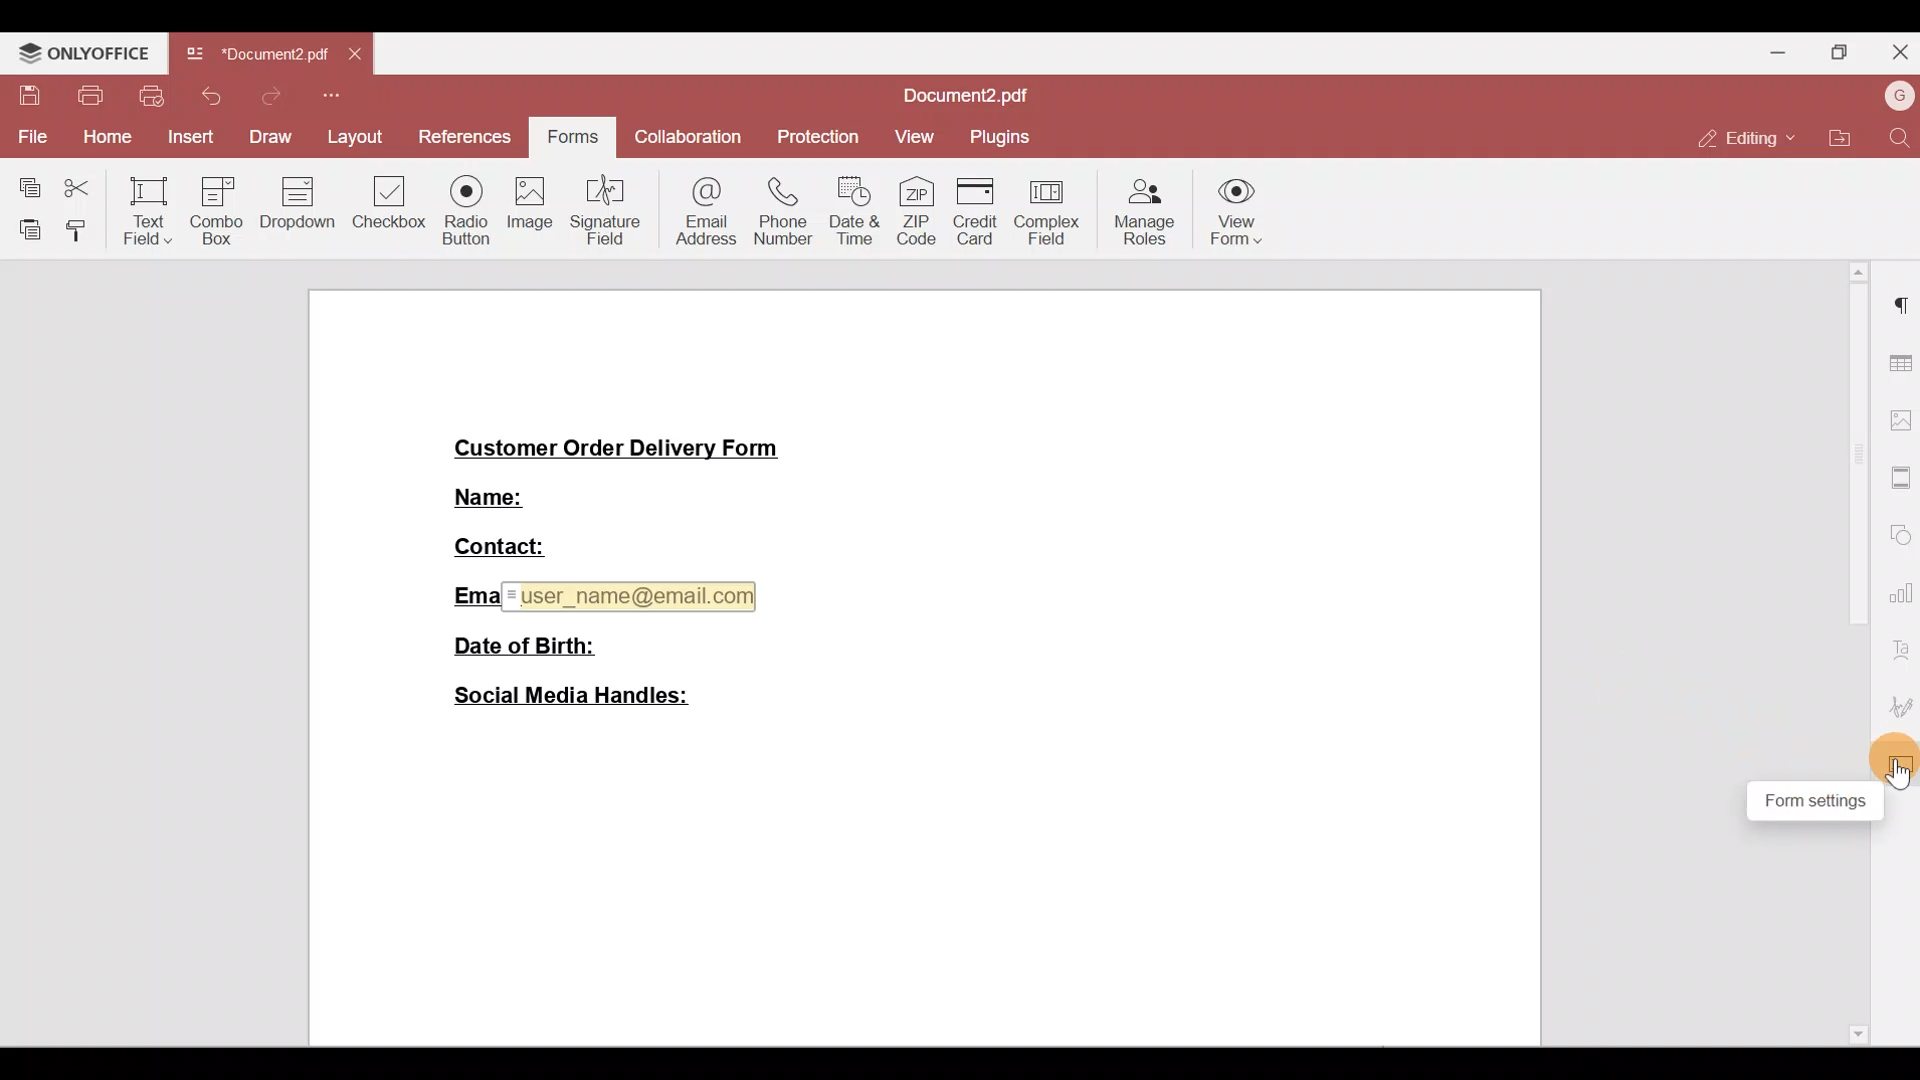 ONLYOFFICE *Document2.pdf
Document2.pdf G
File Home Insert Draw Layout References Forms Collaboration Protection View Plugins Editing
Text Field Combo Box Dropdown Checkbox Radio Button Image Signature Field @ Email Address Phone Number Date & Time ZIP ZIP Code Credit Card Complex Field Manage Roles View Form
Customer Order Delivery Form
Name:
Contact:
Ema user_name@email.com
Date of Birth:
Social Media Handles:
Form settings